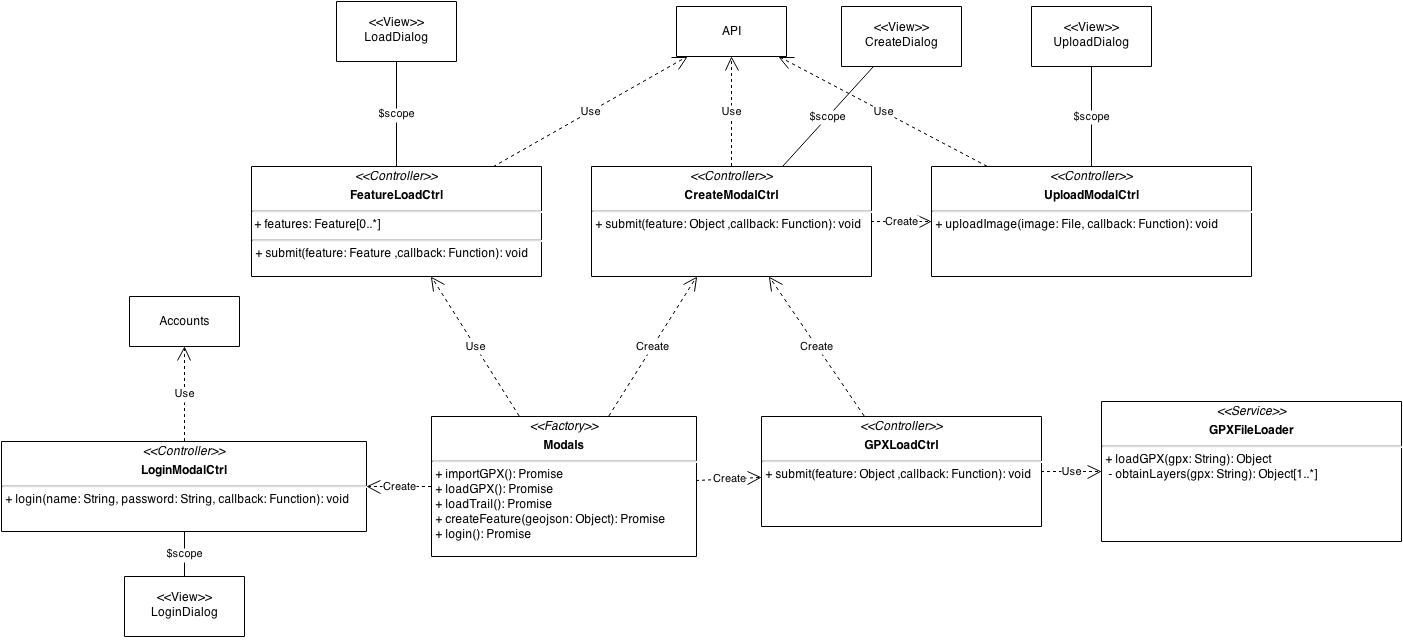 <<View>>
LoadDialog
API
<<View>>
CreateDialog
<<View>>
UploadDialog
$scope
Use
Use
$scope
Use
$scope
<<Controller>>
FeatureLoadCtrl
+ features: Feature[0..*]
+ submit(feature: Feature ,callback: Function): void
<<Controller>>
CreateModalCtrl
+ submit(feature: Object ,callback: Function): void
Create
<<Controller>>
UploadModalCtrl
+ uploadImage(image: File, callback: Function): void
Accounts
Use
Use
Create
Create
<<Controller>>
LoginModalCtrl
+ login(name: String, password: String, callback: Function): void
Create
<<Factory>>
Modals
+ importGPX(): Promise
+ loadGPX(): Promise
+ loadTrail(): Promise
+ createFeature(geojson: Object): Promise
+ login(): Promise
Create
<<Controller>>
GPXLoadCtrl
+ submit(feature: Object ,callback: Function): void
Use
<<Service>>
GPXFileLoader
+ loadGPX(gpx: String): Object
- obtainLayers(gpx: String): Object[1..*]
$scope
<<View>>
LoginDialog